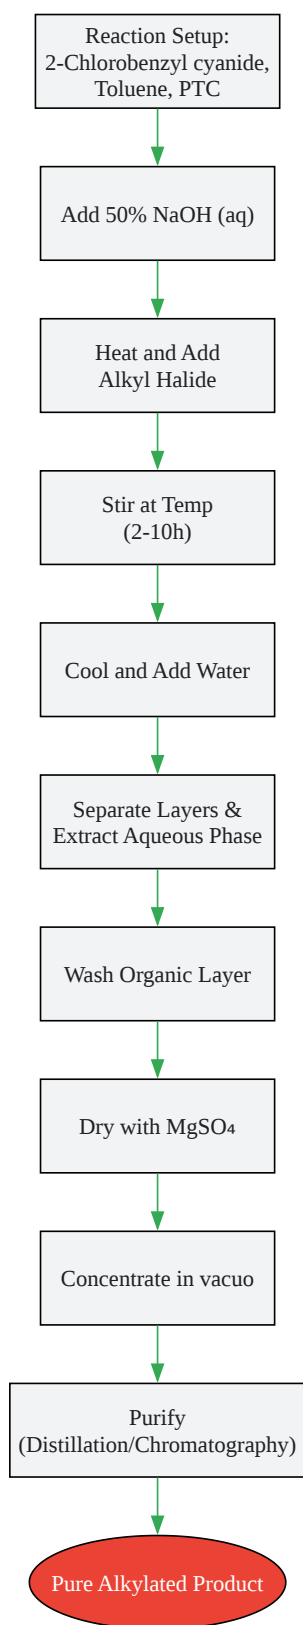 Reaction Setup:
2-Chlorobenzyl cyanide,
Toluene, PTC
Add 50% NaOH (aq)
Heat and Add
Alkyl Halide
Stir at Temp
(2-10h)
Cool and Add Water
Separate Layers &
Extract Aqueous Phase
Wash Organic Layer
Dry with MgSO₄
Concentrate in vacuo
Purify
(Distillation/Chromatography)
Pure Alkylated Product